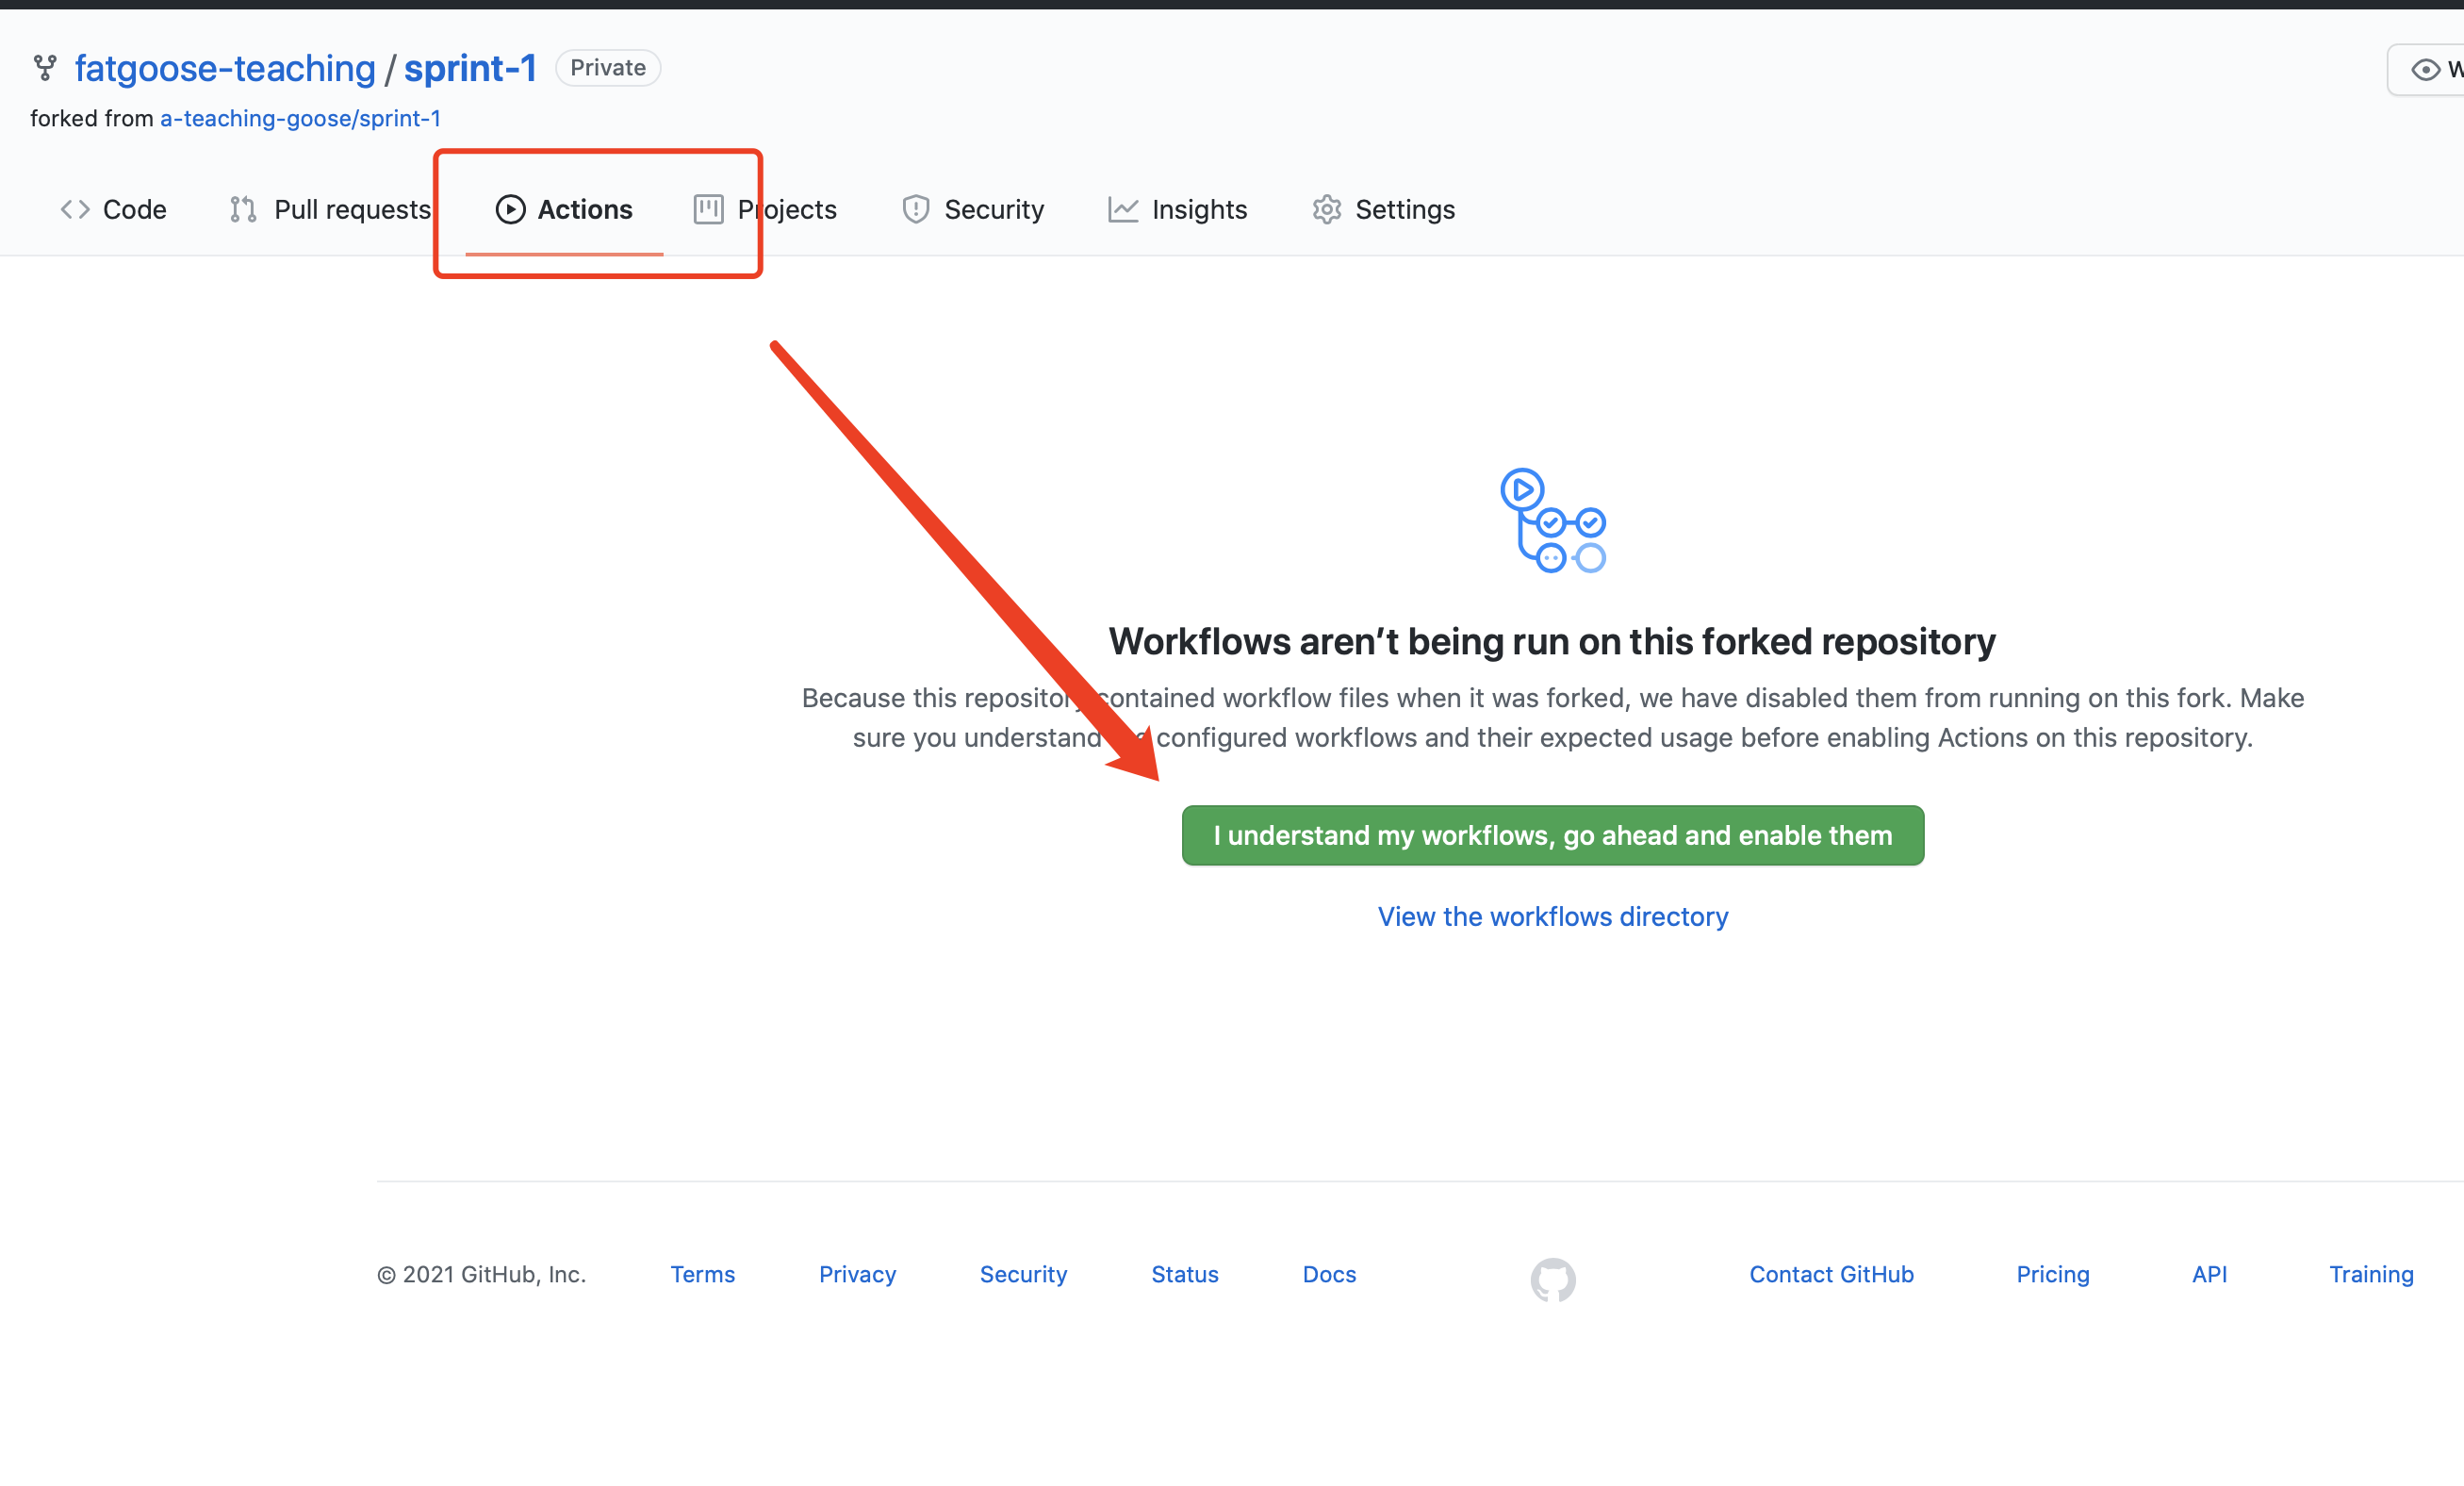 fatgoose-teaching / sprint-1 Private
W
forked from a-teaching-goose/sprint-1
Code Pull requests Actions Projects Security Insights Settings
Workflows aren’t being run on this forked repository
Because this repository contained workflow files when it was forked, we have disabled them from running on this fork. Make
sure you understand configured workflows and their expected usage before enabling Actions on this repository.
I understand my workflows, go ahead and enable them
View the workflows directory
© 2021 GitHub, Inc. Terms Privacy Security Status Docs Contact GitHub Pricing API Training